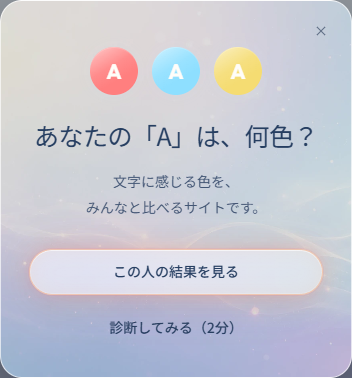 A A A
あなたの「A」は、何色？
文字に感じる色を、
みんなと比べるサイトです。
この人の結果を見る
診断してみる（2分）